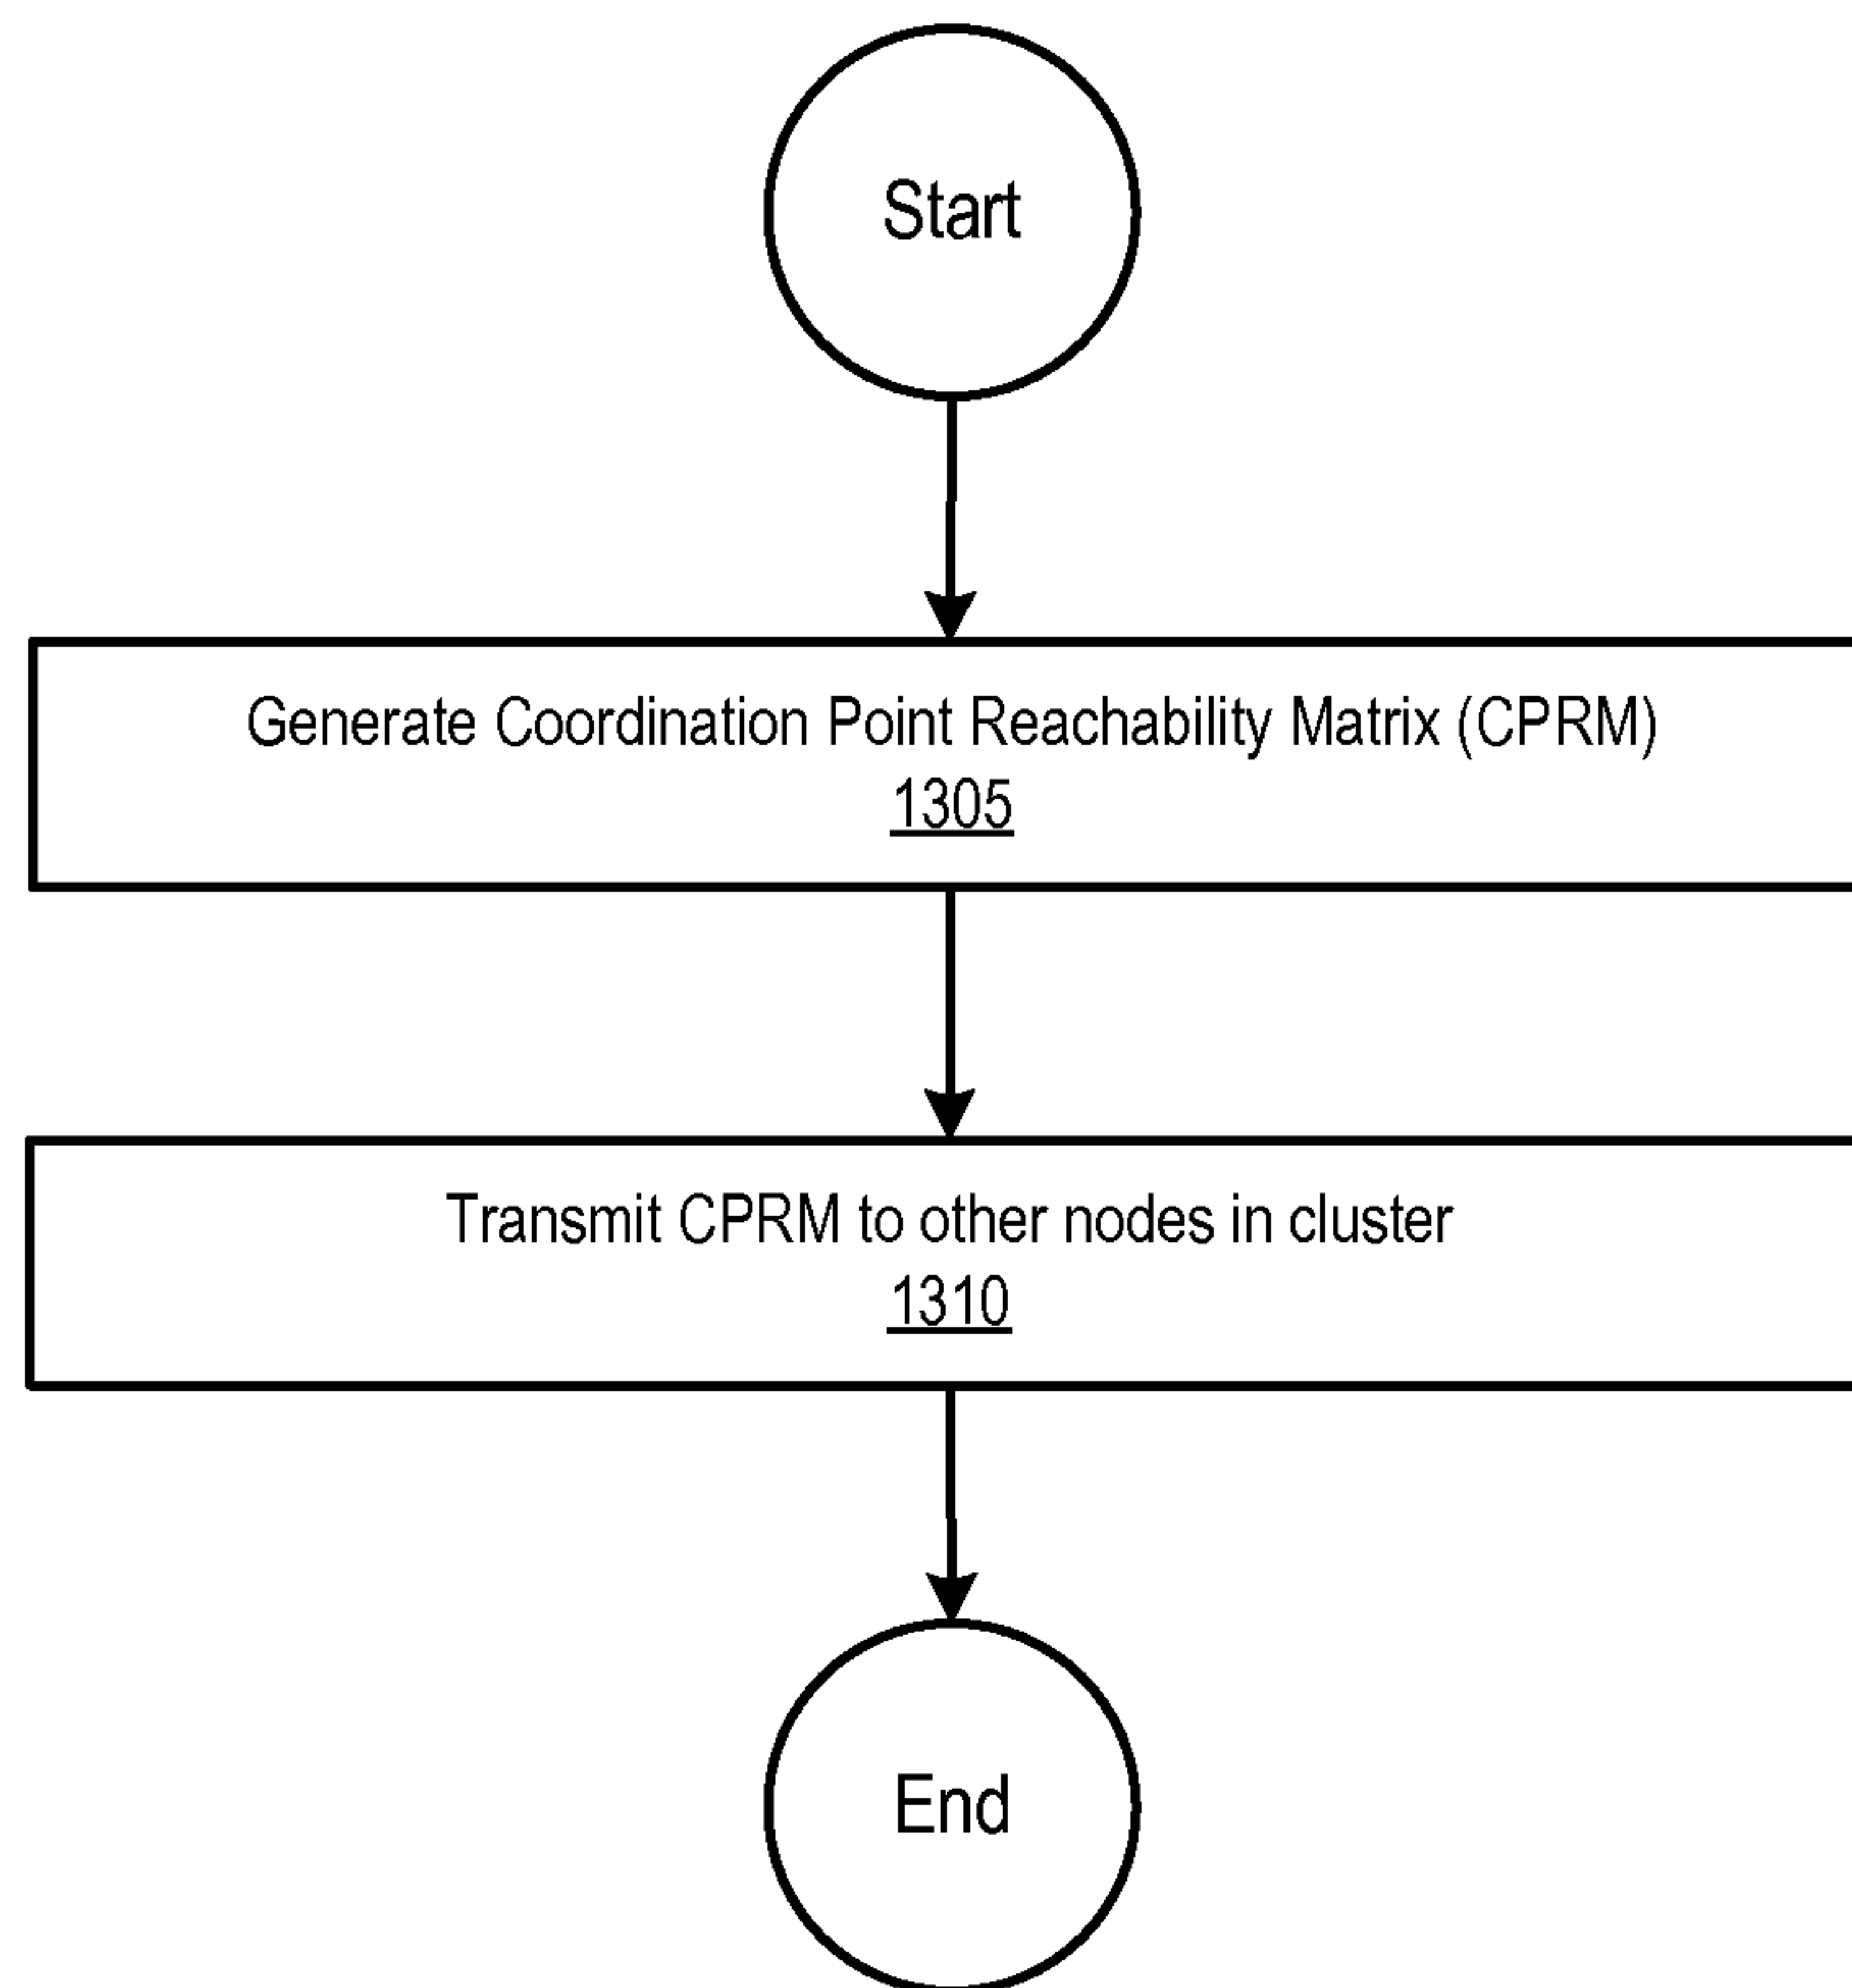 Start
Generate Coordination Point Reachability Matrix (CPRM)
1305
Transmit CPRM to other nodes in cluster
1310
End